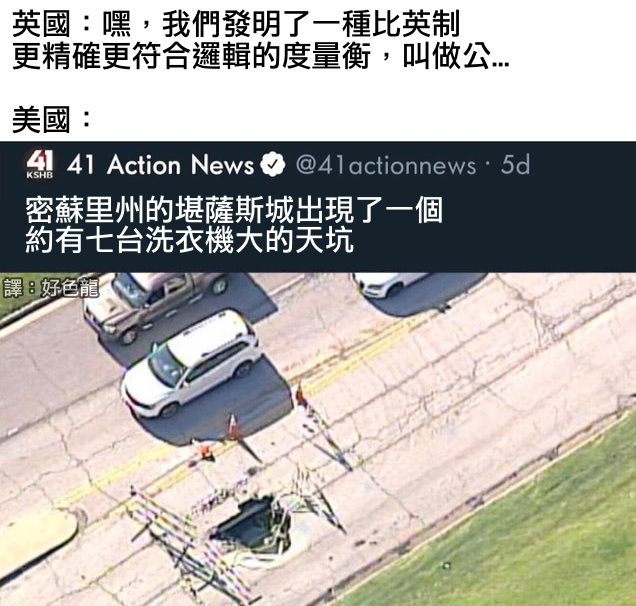 英國：嘿，我們發明了一種比英制
更精確更符合邏輯的度量衡，叫做公...
美國：
41 KSHB 41 Action News @41actionnews · 5d
密蘇里州的堪薩斯城出現了一個
約有七台洗衣機大的天坑
譯：好色龍